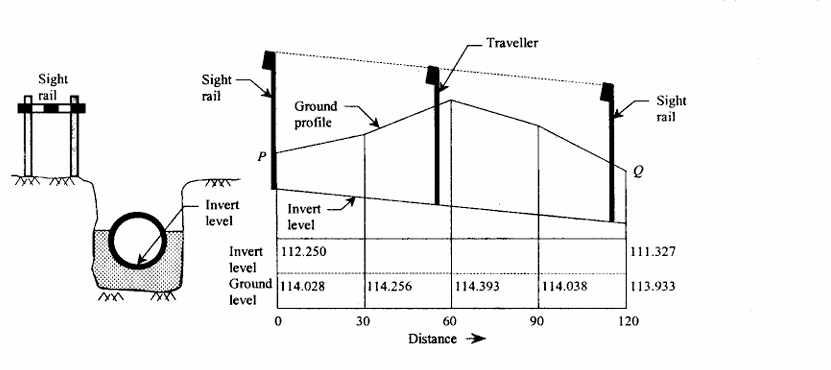 Sight
rail
Invert
level
Sight
rail
Ground
profile
Traveller
Sight
rail
P
Q
Invert
level
Invert
level
112.250
111.327
Ground
level
114.028
114.256
114.393
114.038
113.933
0
30
60
90
120
Distance